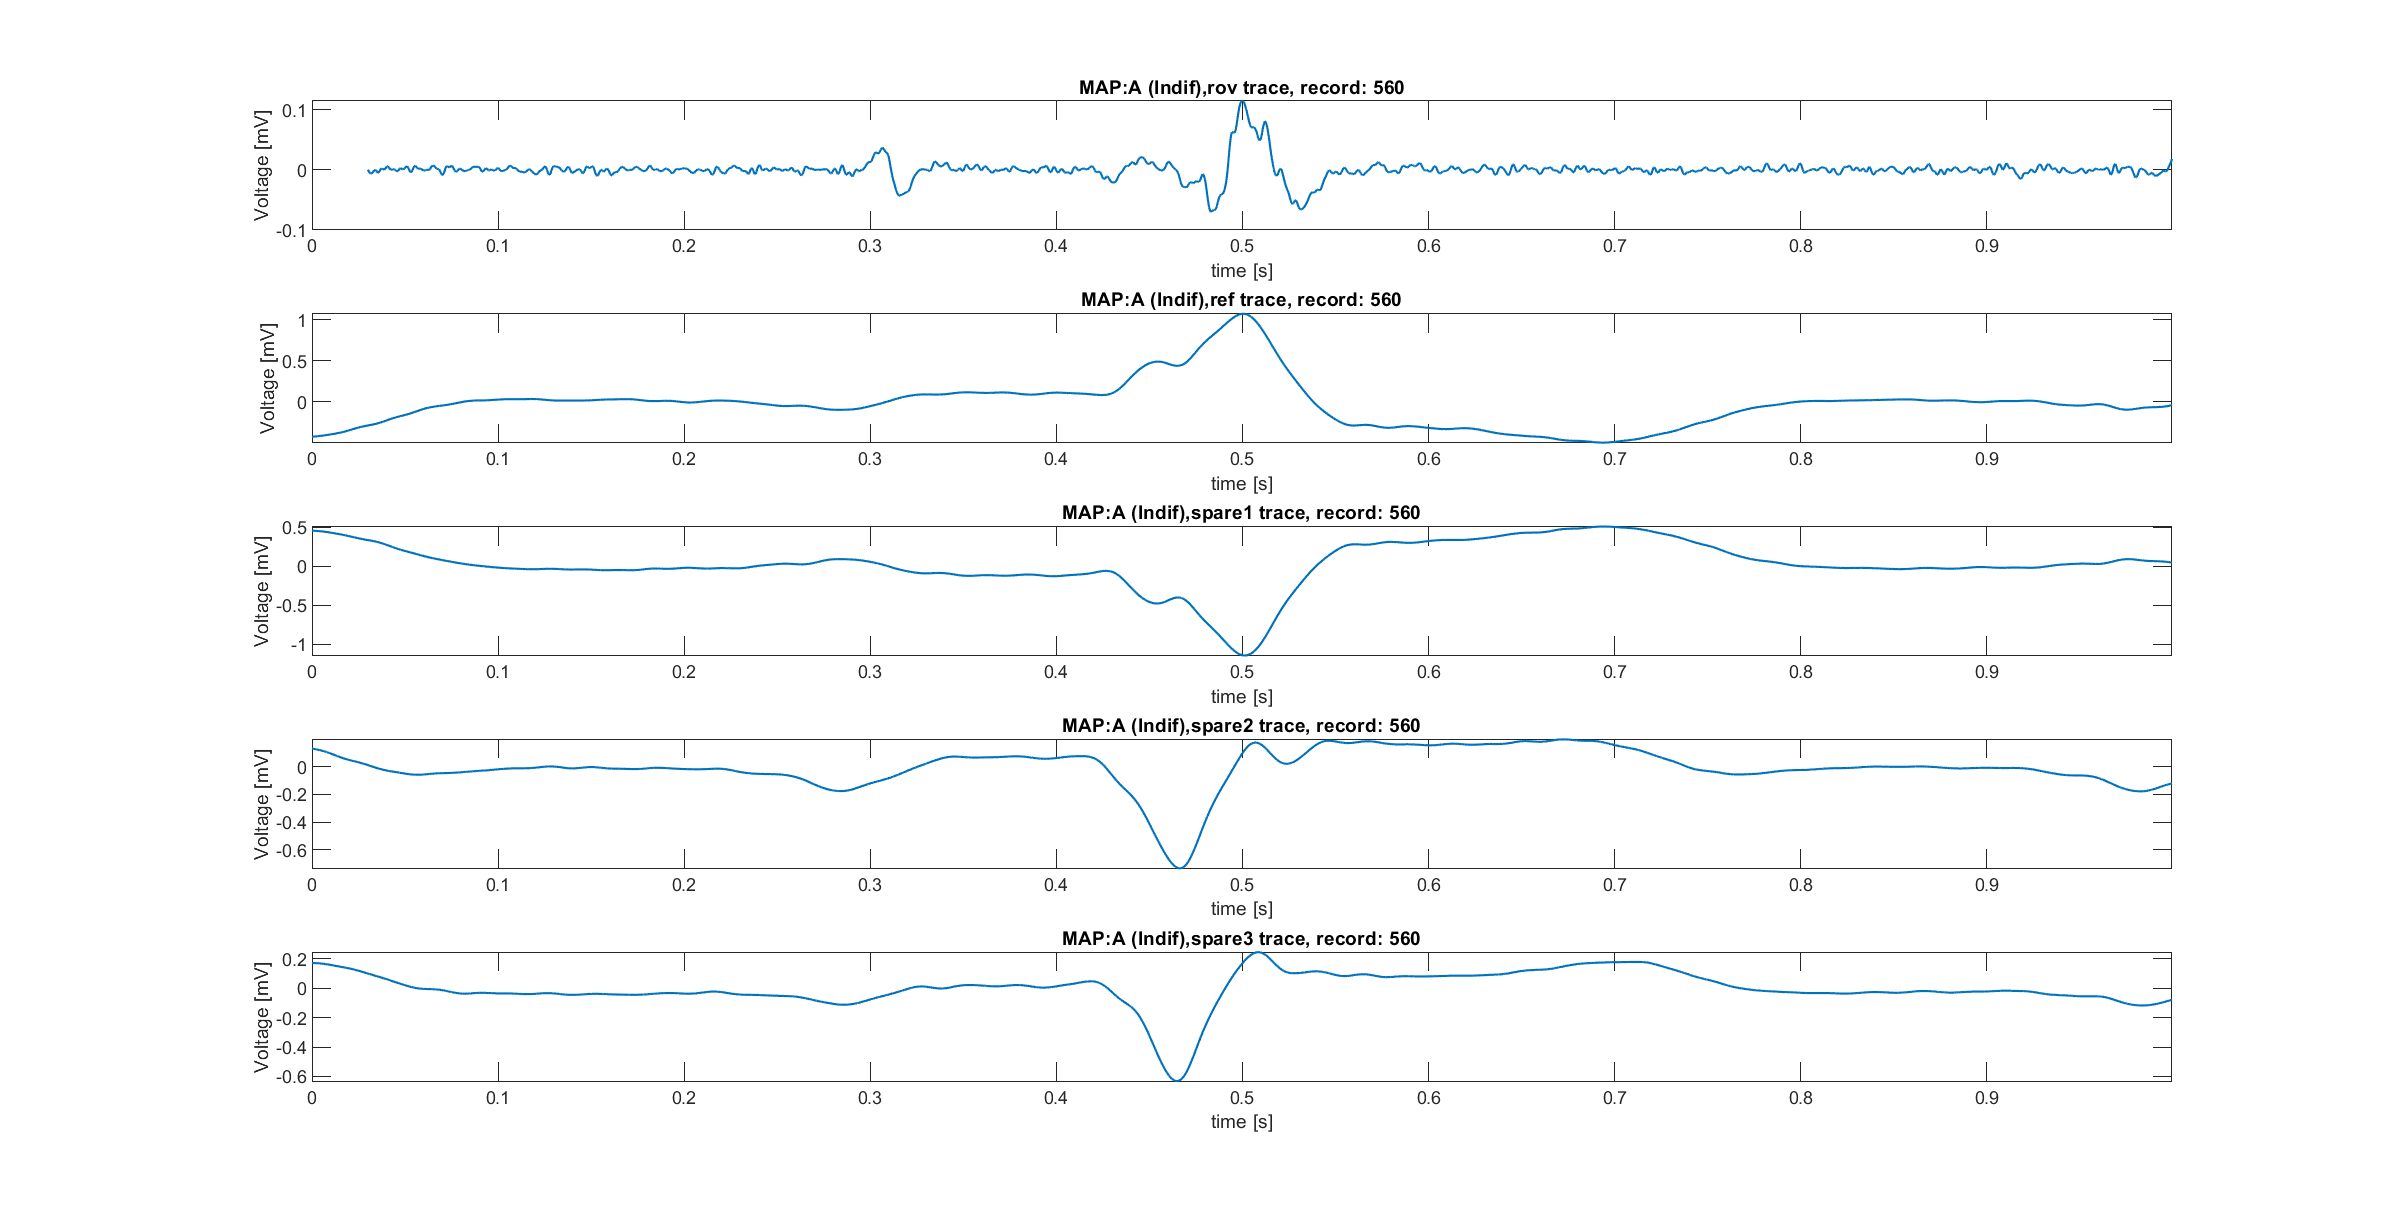 MAP:A (Indif),rov trace, record: 560
Voltage [mV]
0.1
0
-0.1
0 0.1 0.2 0.3 0.4 0.5 0.6 0.7 0.8 0.9
time [s]
MAP:A (Indif),ref trace, record: 560
Voltage [mV]
1
0.5
0
0 0.1 0.2 0.3 0.4 0.5 0.6 0.7 0.8 0.9
time [s]
MAP:A (Indif),spare1 trace, record: 560
Voltage [mV]
0.5
0
-0.5
-1
0 0.1 0.2 0.3 0.4 0.5 0.6 0.7 0.8 0.9
time [s]
MAP:A (Indif),spare2 trace, record: 560
Voltage [mV]
0
-0.2
-0.4
-0.6
0 0.1 0.2 0.3 0.4 0.5 0.6 0.7 0.8 0.9
time [s]
MAP:A (Indif),spare3 trace, record: 560
Voltage [mV]
0.2
0
-0.2
-0.4
-0.6
0 0.1 0.2 0.3 0.4 0.5 0.6 0.7 0.8 0.9
time [s]